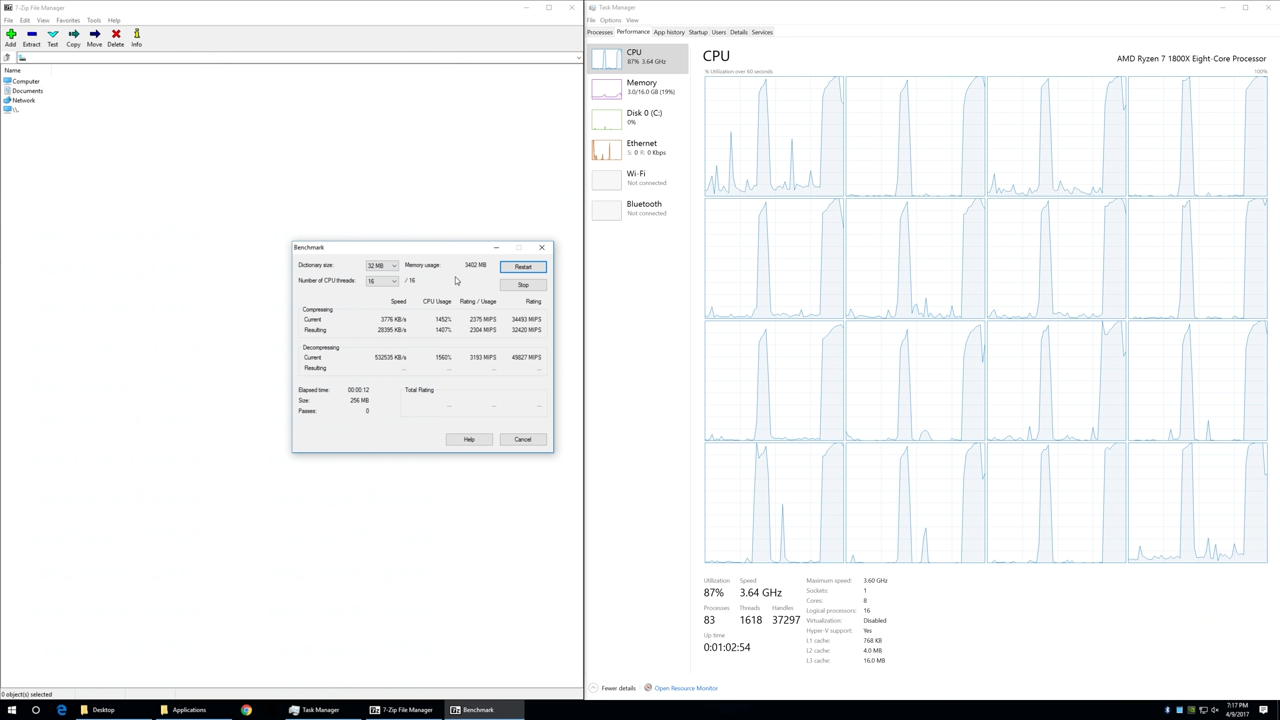 7-Zip File Manager
File Edit View Favorites Tools Help
Add Extract Test Copy Move Delete Info
Name
Computer
Documents
Network
\\.
0 object(s) selected
Benchmark
Dictionary size: 32 MB Memory usage: 3402 MB Restart
Number of CPU threads: 16 / 16 Stop
Speed CPU Usage Rating / Usage Rating
Compressing
Current 3776 KB/s 1452% 2375 MIPS 34493 MIPS
Resulting 28395 KB/s 1407% 2304 MIPS 32420 MIPS
Decompressing
Current 532535 KB/s 1560% 3193 MIPS 49827 MIPS
Resulting ... ... ... ...
Elapsed time: 00:00:12 Total Rating
Size: 256 MB ... ... ...
Passes: 0
Help Cancel
Task Manager
File Options View
Processes Performance App history Startup Users Details Services
CPU
87% 3.64 GHz
Memory
3.0/16.0 GB (19%)
Disk 0 (C:)
0%
Ethernet
S: 0 R: 0 Kbps
Wi-Fi
Not connected
Bluetooth
Not connected
CPU AMD Ryzen 7 1800X Eight-Core Processor
% Utilization over 60 seconds 100%
Utilization Speed
87% 3.64 GHz
Processes Threads Handles
83 1618 37297
Up time
0:01:02:54
Maximum speed: 3.60 GHz
Sockets: 1
Cores: 8
Logical processors: 16
Virtualization: Disabled
Hyper-V support: Yes
L1 cache: 768 KB
L2 cache: 4.0 MB
L3 cache: 16.0 MB
Fewer details Open Resource Monitor
Desktop Applications Task Manager 7-Zip File Manager Benchmark 7:17 PM
4/9/2017